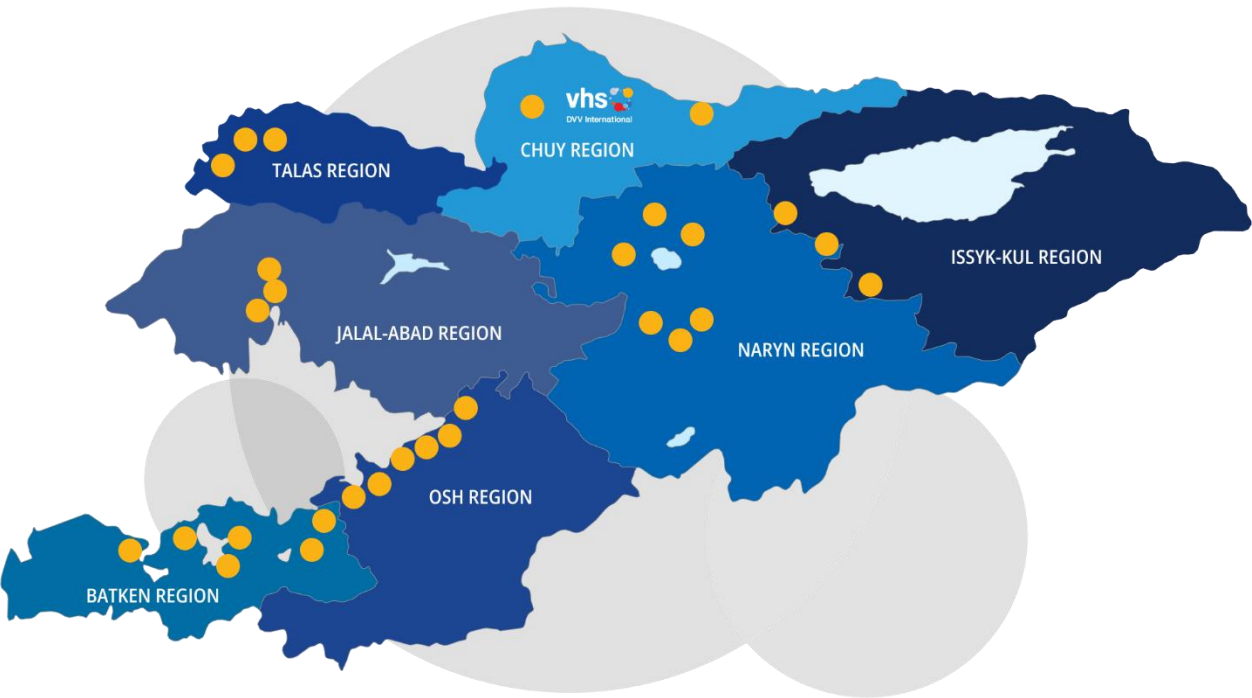 vhs
DVV International
CHUY REGION
TALAS REGION
ISSYK-KUL REGION
JALAL-ABAD REGION
NARYN REGION
OSH REGION
BATKEN REGION